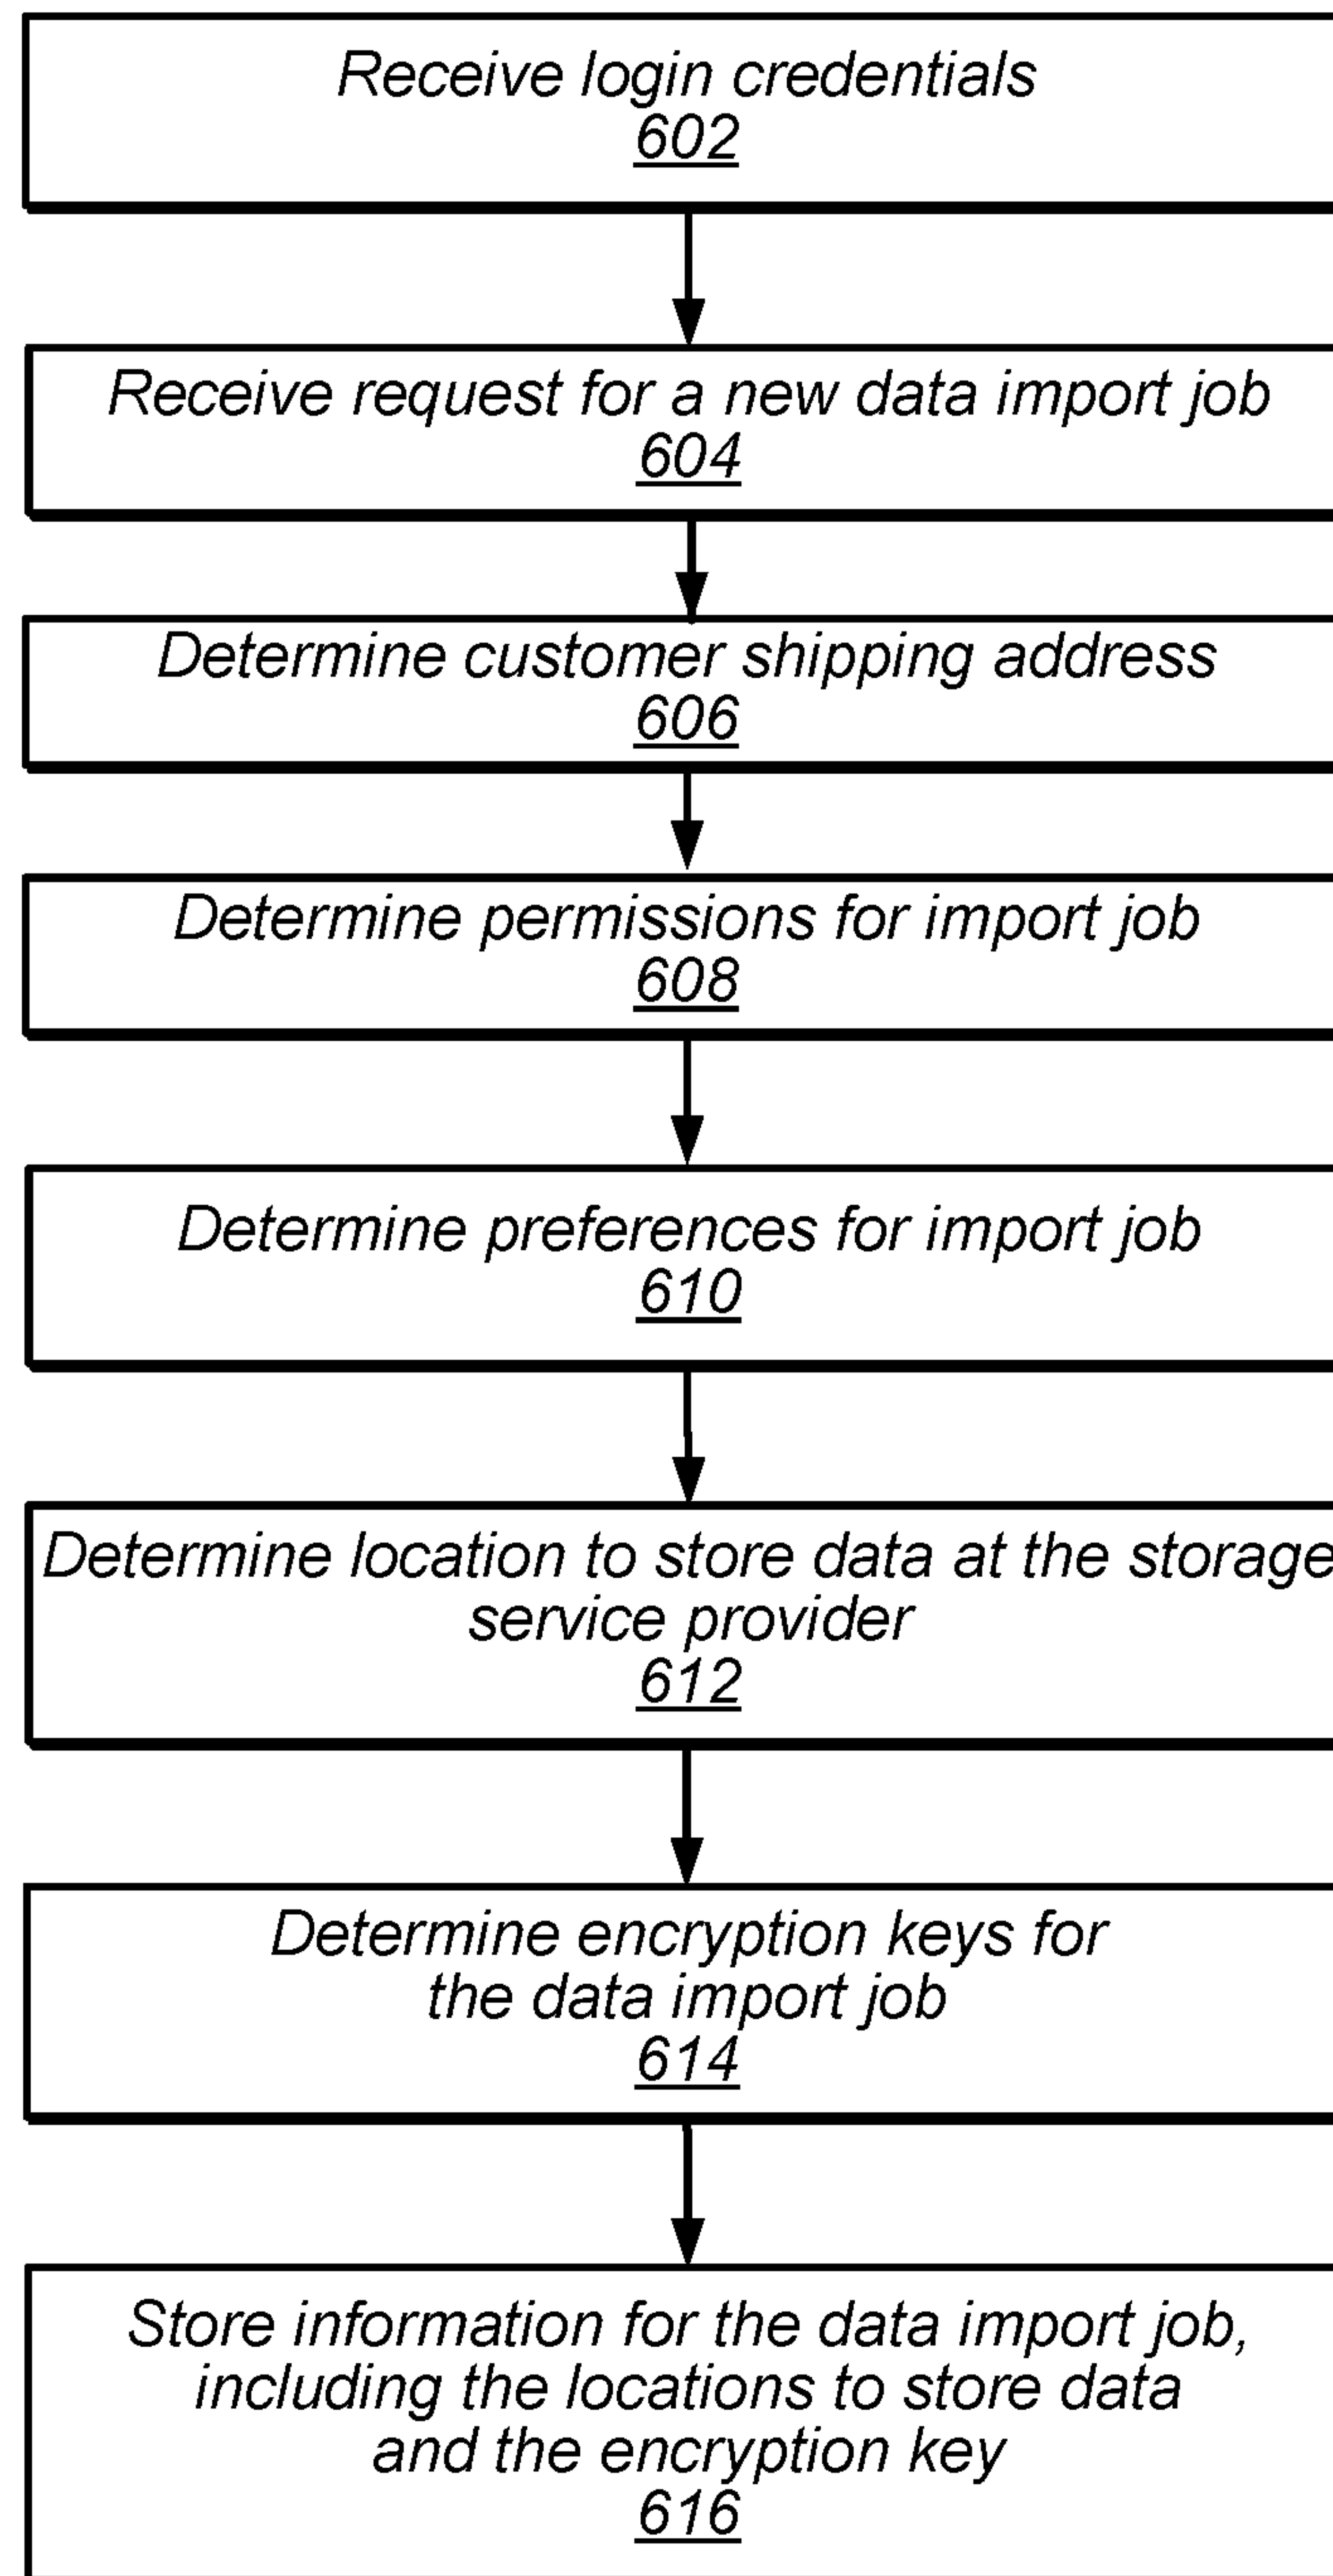 Receive login credentials
602
Receive request for a new data import job
604
Determine customer shipping address
606
Determine permissions for import job
608
Determine preferences for import job
610
Determine location to store data at the storage
service provider
612
Determine encryption keys for
the data import job
614
Store information for the data import job,
including the locations to store data
and the encryption key
616